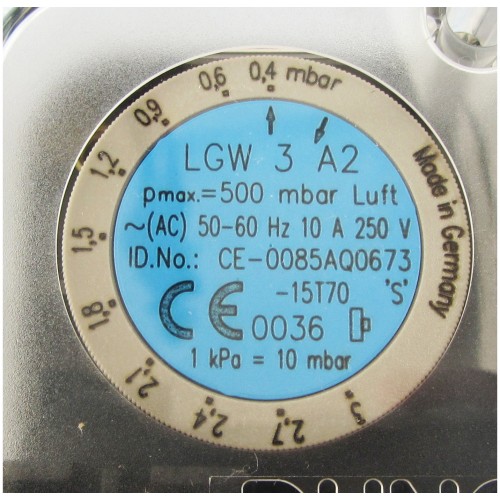 0,4 mbar
0,6
0,9
1,2
1,5
1,8
2,1
2,4
2,7
3
Made in Germany
LGW 3 A2
pmax.=500 mbar Luft
~(AC) 50-60 Hz 10 A 250 V
ID.No.: CE-0085AQ0673
-15T70 'S'
CE 0036
1 kPa = 10 mbar